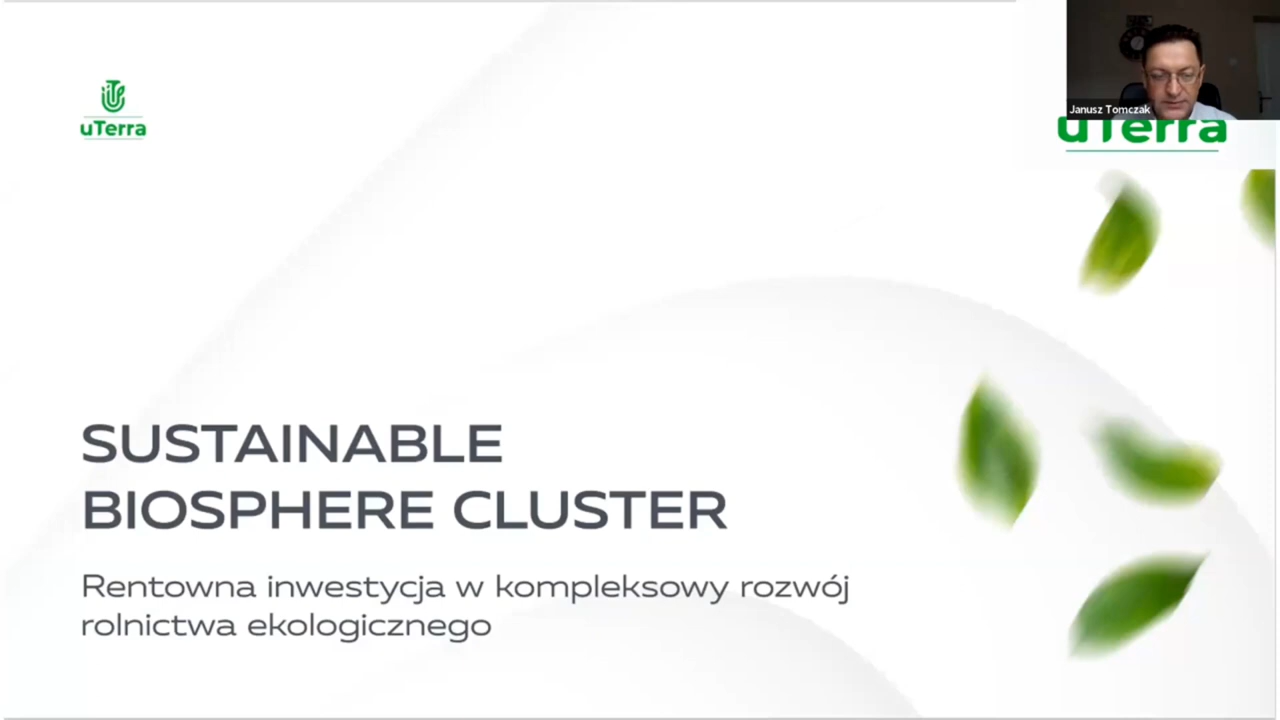 uTerra
Janusz Tomczak
uTerra
SUSTAINABLE
BIOSPHERE CLUSTER
Rentowna inwestycja w kompleksowy rozwój
rolnictwa ekologicznego